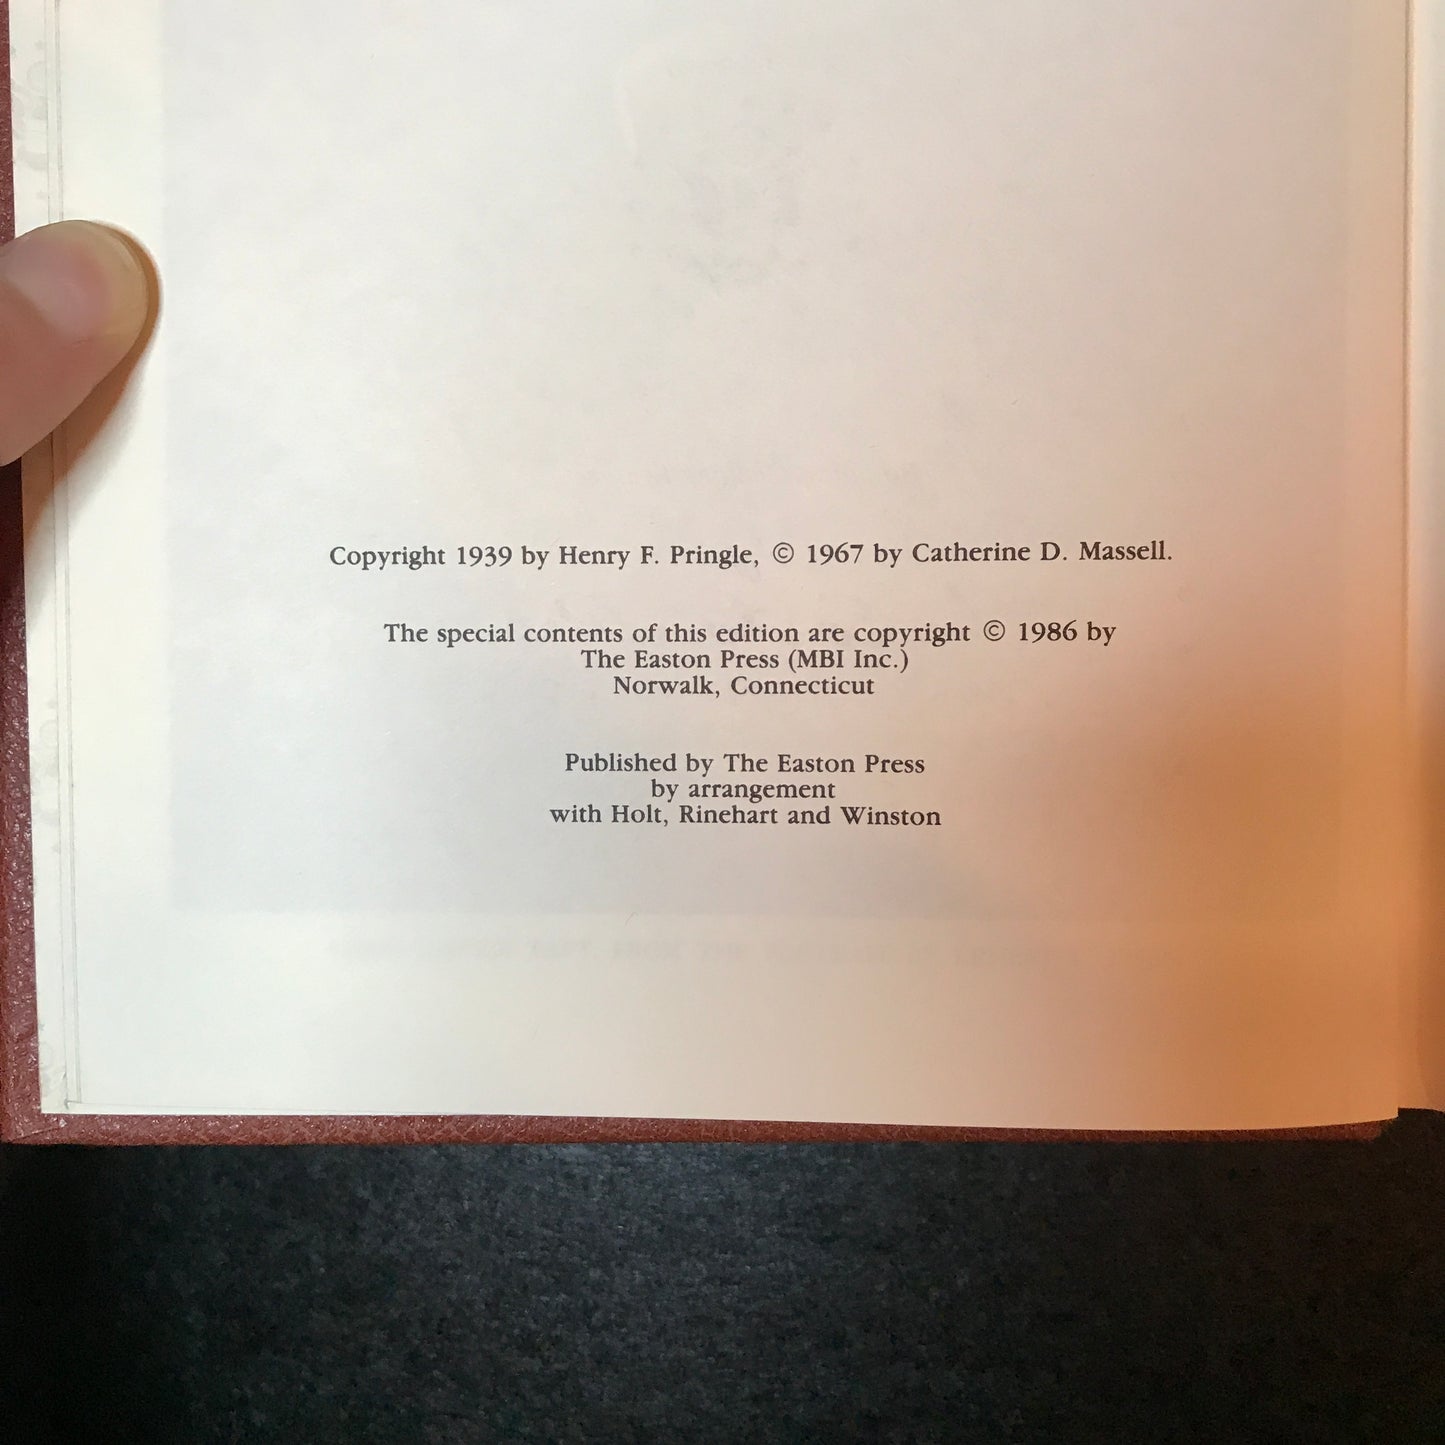 Copyright 1939 by Henry F. Pringle, © 1967 by Catherine D. Massell.
The special contents of this edition are copyright © 1986 by
The Easton Press (MBI Inc.)
Norwalk, Connecticut
Published by The Easton Press
by arrangement
with Holt, Rinehart and Winston